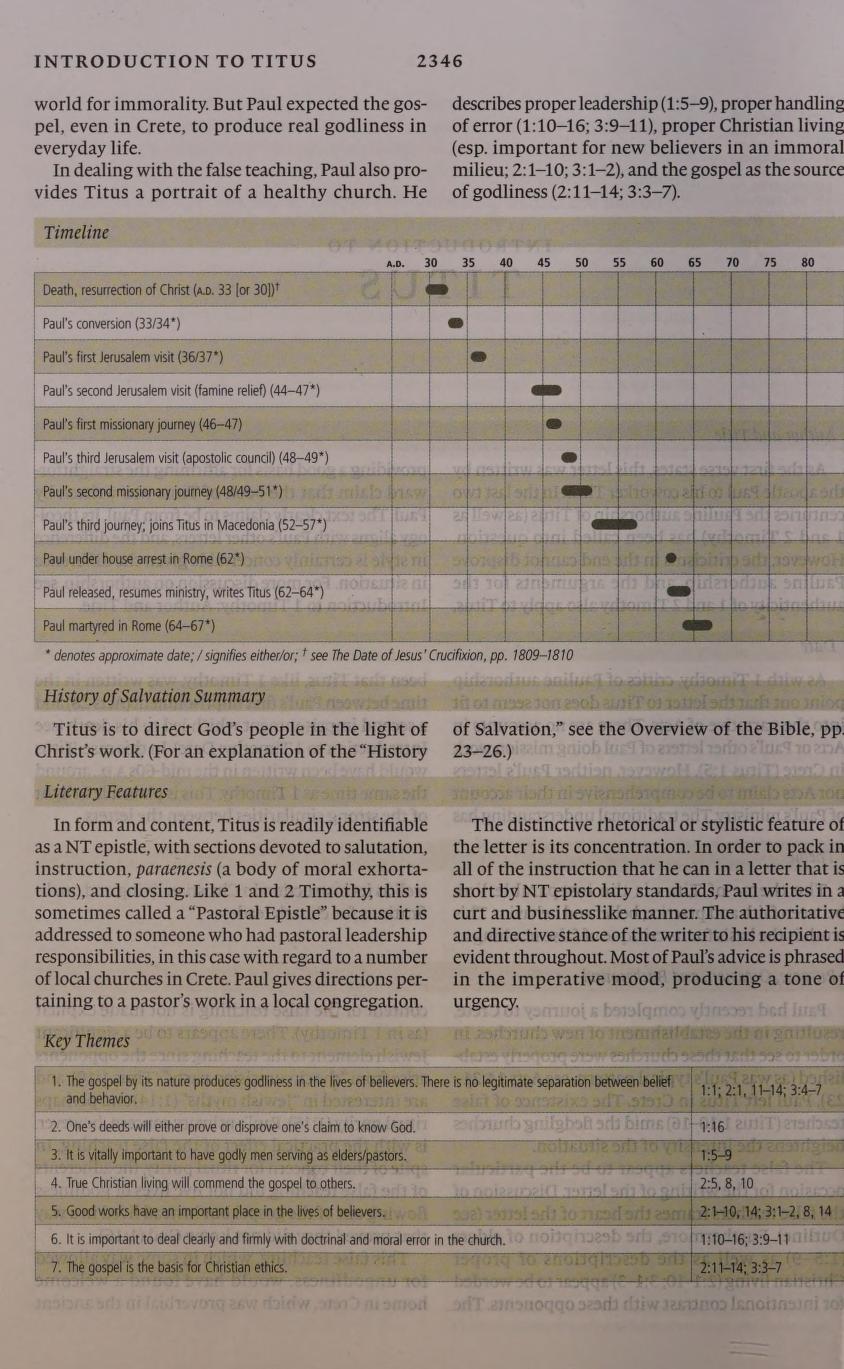 INTRODUCTION TO TITUS 2346
world for immorality. But Paul expected the gos-
pel, even in Crete, to produce real godliness in
everyday life.
In dealing with the false teaching, Paul also pro-
vides Titus a portrait of a healthy church. He
describes proper leadership (1:5–9), proper handling
of error (1:10–16; 3:9–11), proper Christian living
(esp. important for new believers in an immoral
milieu; 2:1–10; 3:1–2), and the gospel as the source
of godliness (2:11–14; 3:3–7).
Timeline
A.D. 30 35 40 45 50 55 60 65 70 75 80
Death, resurrection of Christ (A.D. 33 [or 30])†
Paul's conversion (33/34*)
Paul's first Jerusalem visit (36/37*)
Paul's second Jerusalem visit (famine relief) (44–47*)
Paul's first missionary journey (46–47)
Paul's third Jerusalem visit (apostolic council) (48–49*)
Paul's second missionary journey (48/49–51*)
Paul's third journey; joins Titus in Macedonia (52–57*)
Paul under house arrest in Rome (62*)
Paul released, resumes ministry, writes Titus (62–64*)
Paul martyred in Rome (64–67*)
* denotes approximate date; / signifies either/or; † see The Date of Jesus' Crucifixion, pp. 1809–1810
History of Salvation Summary
Titus is to direct God's people in the light of
Christ's work. (For an explanation of the “History
of Salvation,” see the Overview of the Bible, pp.
23–26.)
Literary Features
In form and content, Titus is readily identifiable
as a NT epistle, with sections devoted to salutation,
instruction, paraenesis (a body of moral exhorta-
tions), and closing. Like 1 and 2 Timothy, this is
sometimes called a “Pastoral Epistle” because it is
addressed to someone who had pastoral leadership
responsibilities, in this case with regard to a number
of local churches in Crete. Paul gives directions per-
taining to a pastor's work in a local congregation.
The distinctive rhetorical or stylistic feature of
the letter is its concentration. In order to pack in
all of the instruction that he can in a letter that is
short by NT epistolary standards, Paul writes in a
curt and businesslike manner. The authoritative
and directive stance of the writer to his recipient is
evident throughout. Most of Paul's advice is phrased
in the imperative mood, producing a tone of
urgency.
Key Themes
1. The gospel by its nature produces godliness in the lives of believers. There is no legitimate separation between belief
and behavior.
1:1; 2:1, 11–14; 3:4–7
2. One's deeds will either prove or disprove one's claim to know God. 1:16
3. It is vitally important to have godly men serving as elders/pastors. 1:5–9
4. True Christian living will commend the gospel to others. 2:5, 8, 10
5. Good works have an important place in the lives of believers. 2:1–10, 14; 3:1–2, 8, 14
6. It is important to deal clearly and firmly with doctrinal and moral error in the church. 1:10–16; 3:9–11
7. The gospel is the basis for Christian ethics. 2:11–14; 3:3–7